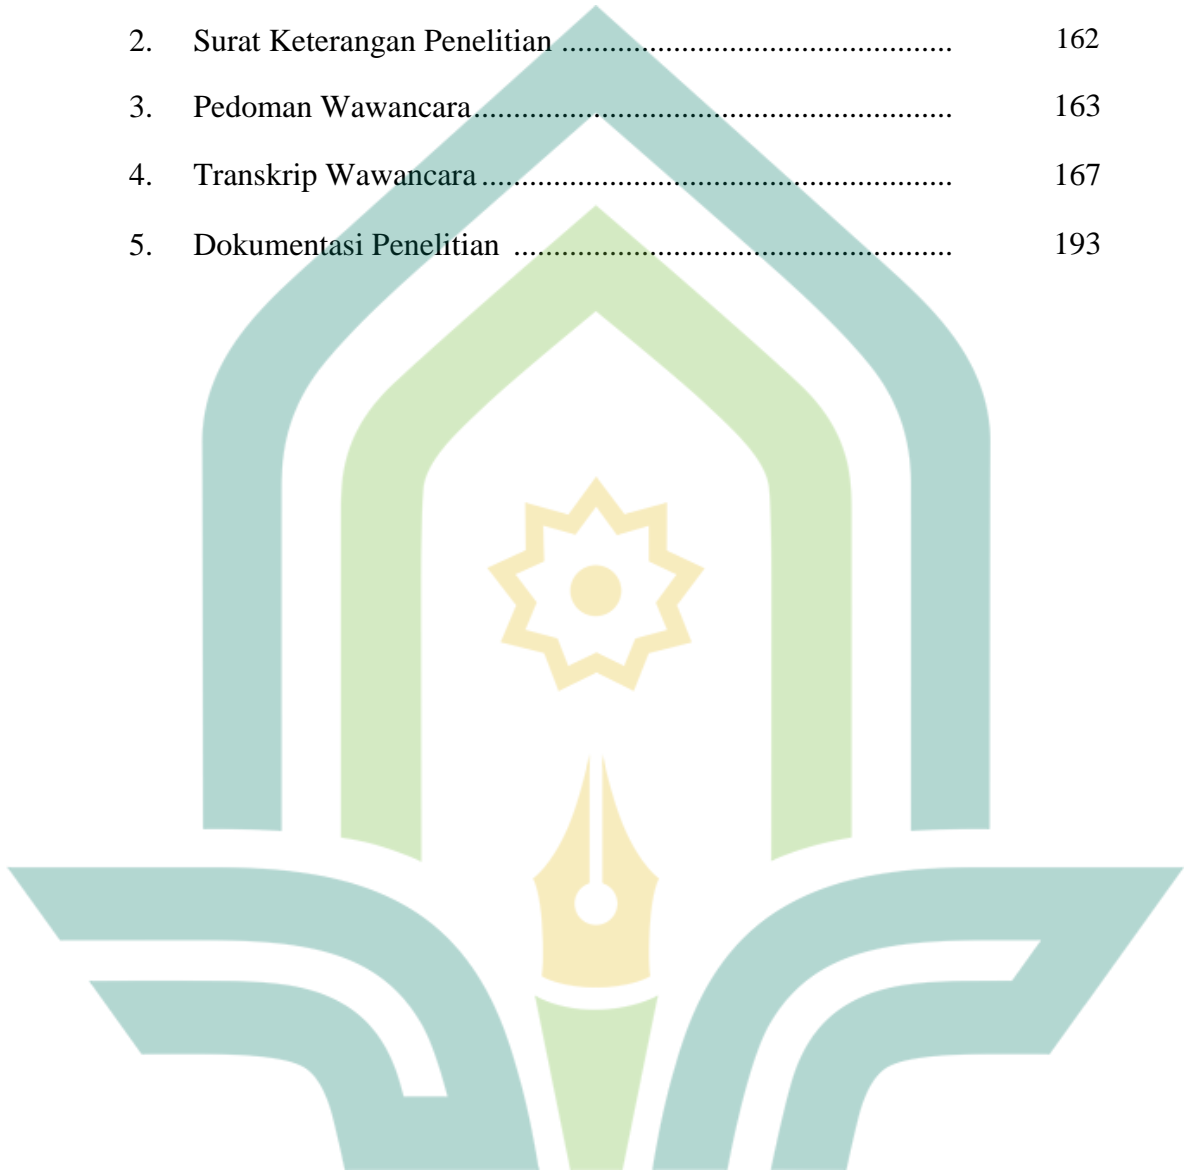 2. Surat Keterangan Penelitian ................................................. 162
3. Pedoman Wawancara............................................................ 163
4. Transkrip Wawancara ........................................................... 167
5. Dokumentasi Penelitian ....................................................... 193